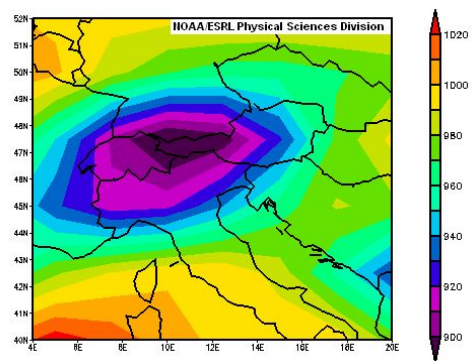 NOAA/ESRL Physical Sciences Division
52N
51N
50N
49N
48N
47N
46N
45N
44N
43N
42N
41N
40N
4E
6E
8E
10E
12E
14E
16E
18E
20E
1020
1000
980
960
940
920
900